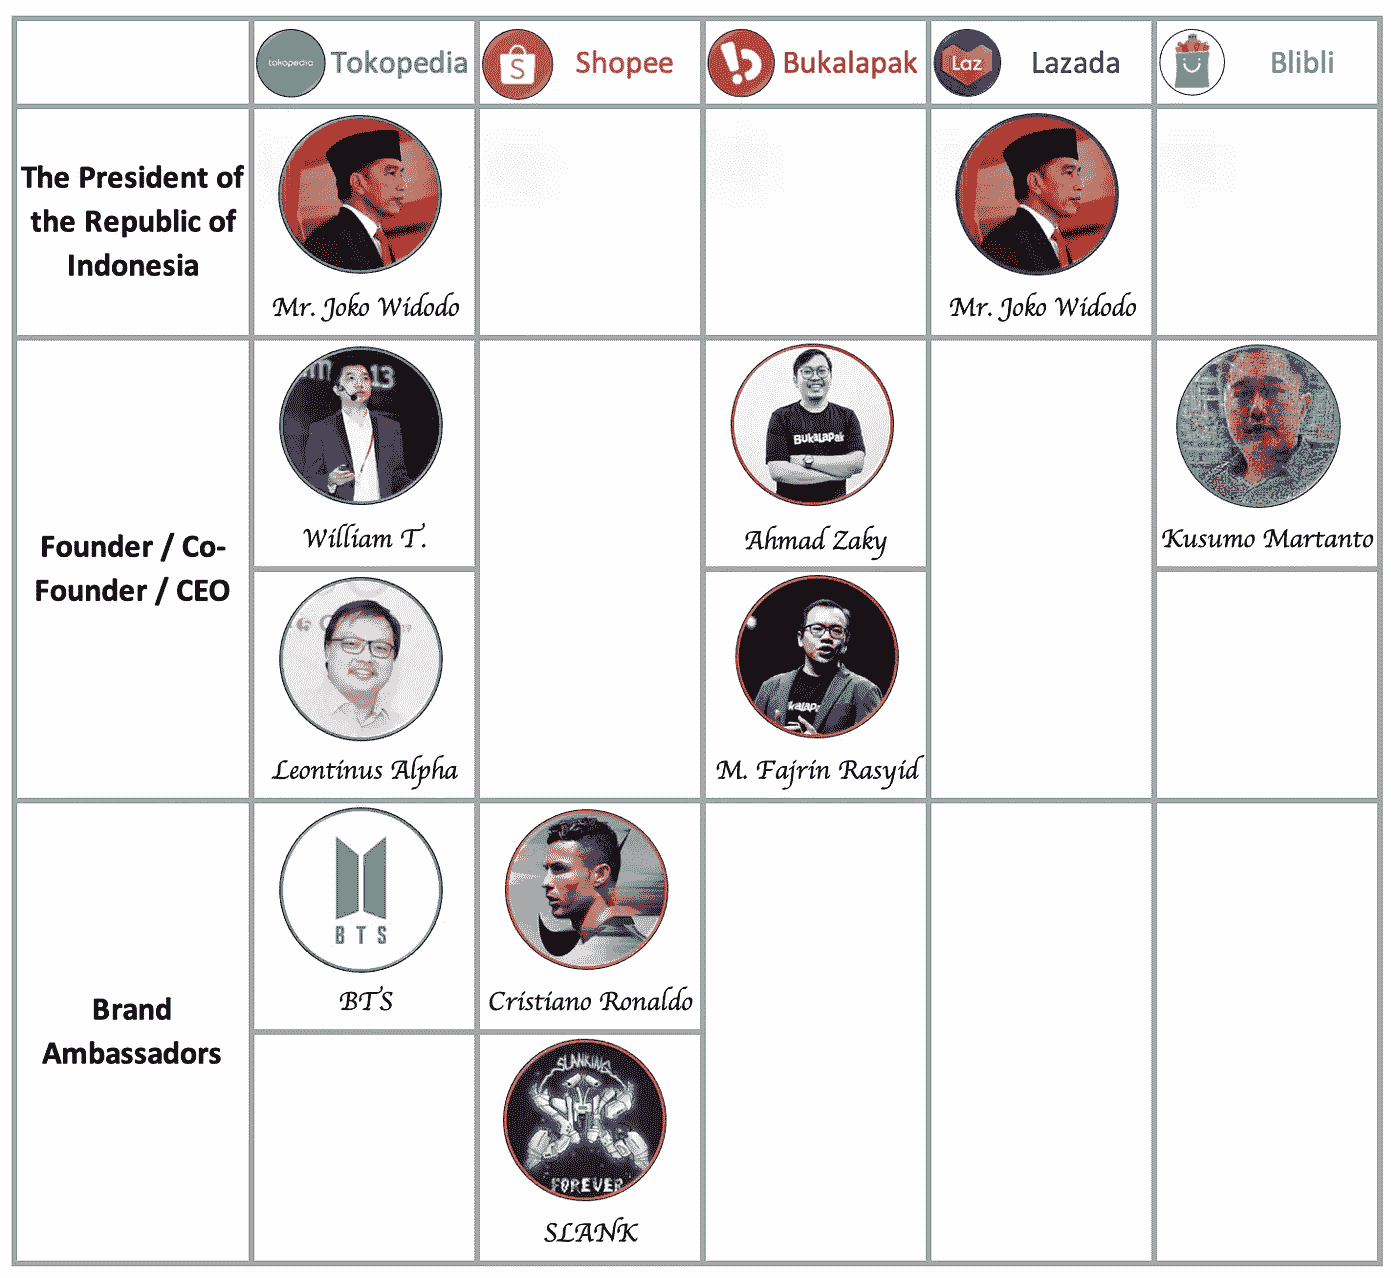 tokopedia Tokopedia S Shopee Bukalapak Laz Lazada Blibli
The President of
the Republic of
Indonesia
Mr. Joko Widodo
Mr. Joko Widodo
Founder / Co-
Founder / CEO
13
William T.
Bukalapak
Ahmad Zaky
Kusumo Martanto
Leontinus Alpha
M. Fajrin Rasyid
Brand
Ambassadors
BTS
BTS
Cristiano Ronaldo
SLANKING
FOREVER
SLANK